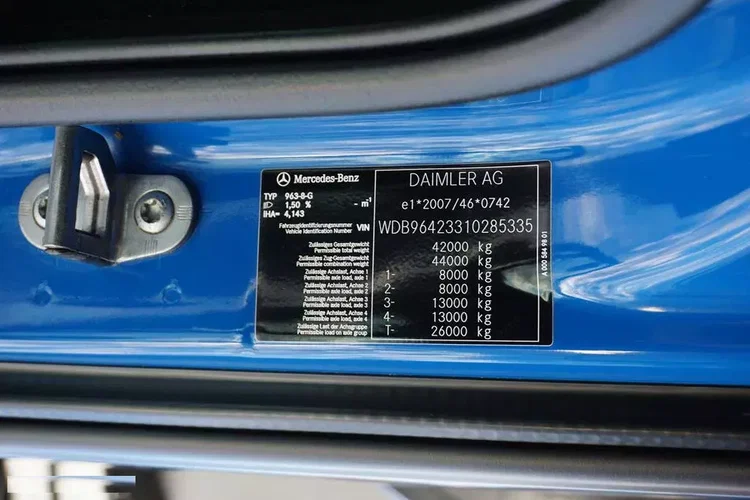 Mercedes-Benz
TYP 963-8-G
1,50 % - m⁻¹
IHA= 4,143
Fahrzeugidentifizierungsnummer
Vehicle Identification Number VIN
DAIMLER AG
e1*2007/46*0742
WDB96423310285335
Zulässiges Gesamtgewicht
Permissible total weight 42000 kg
Zulässiges Zug-Gesamtgewicht
Permissible combination weight 44000 kg
Zulässige Achslast, Achse 1
Permissible axle load, axle 1 1- 8000 kg
Zulässige Achslast, Achse 2
Permissible axle load, axle 2 2- 8000 kg
Zulässige Achslast, Achse 3
Permissible axle load, axle 3 3- 13000 kg
Zulässige Achslast, Achse 4
Permissible axle load, axle 4 4- 13000 kg
Zulässige Last der Achsgruppe
Permissible load on axle group T- 26000 kg
A 000 584 98 01